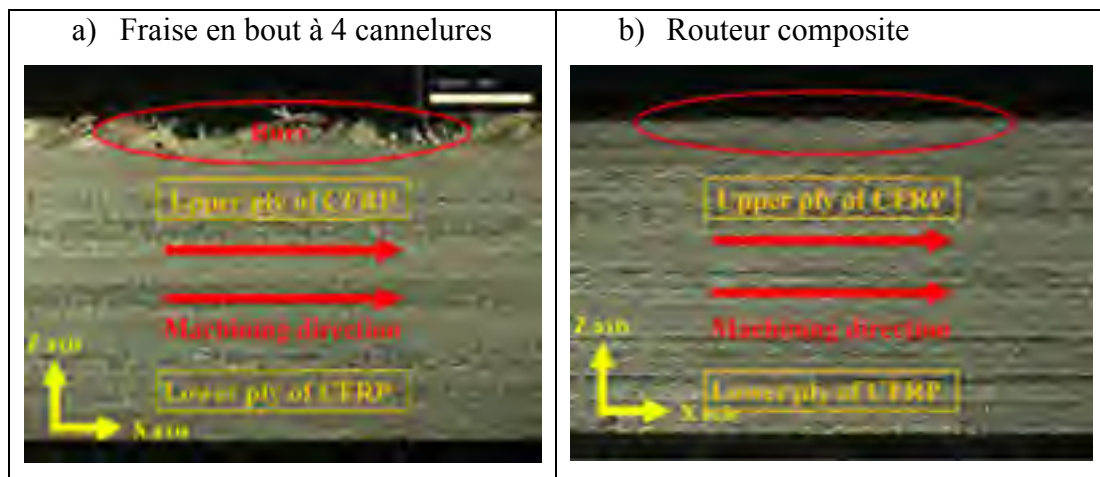 a) Fraise en bout à 4 cannelures
Burr
Upper ply of CFRP
Machining direction
Lower ply of CFRP
Z axis
X axis
b) Routeur composite
Upper ply of CFRP
Machining direction
Lower ply of CFRP
Z axis
X axis